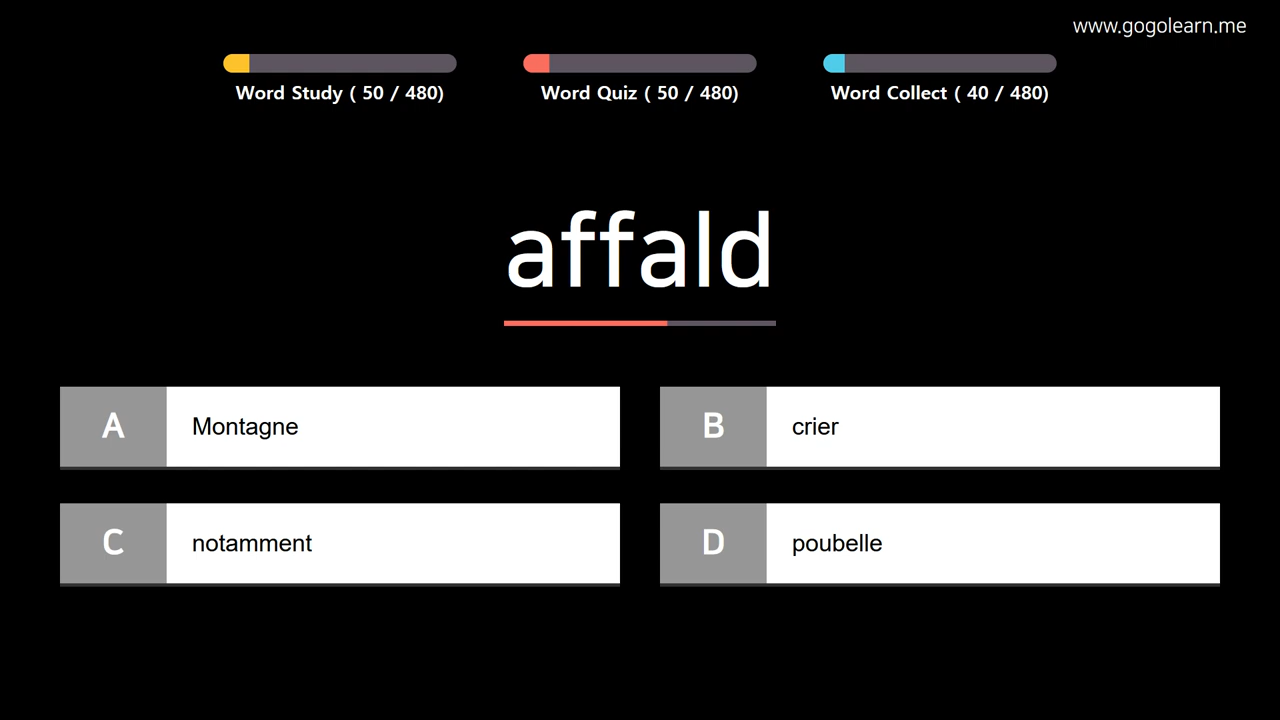 www.gogolearn.me
Word Study ( 50 / 480)
Word Quiz ( 50 / 480)
Word Collect ( 40 / 480)
affald
A Montagne
B crier
C notamment
D poubelle